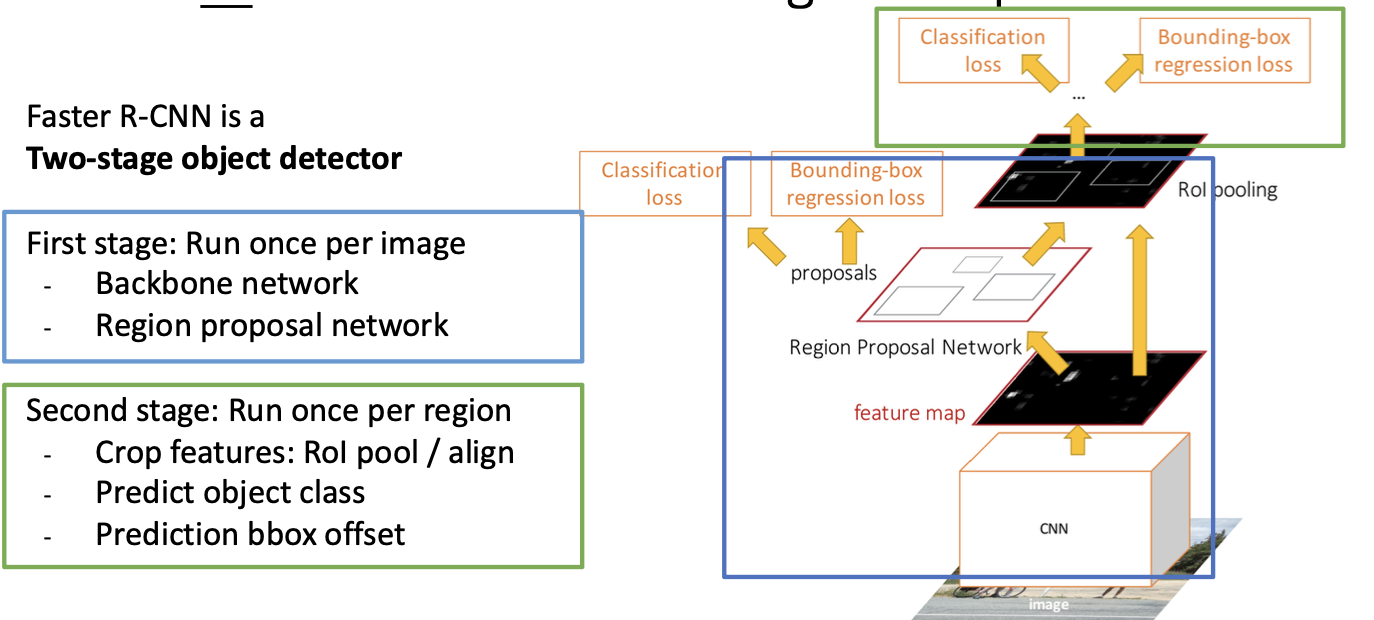 Faster R-CNN is a
Two-stage object detector
First stage: Run once per image
- Backbone network
- Region proposal network
Second stage: Run once per region
- Crop features: RoI pool / align
- Predict object class
- Prediction bbox offset
Classification
loss
Bounding-box
regression loss
...
Classification
loss
Bounding-box
regression loss
RoI pooling
proposals
Region Proposal Network
feature map
CNN
image